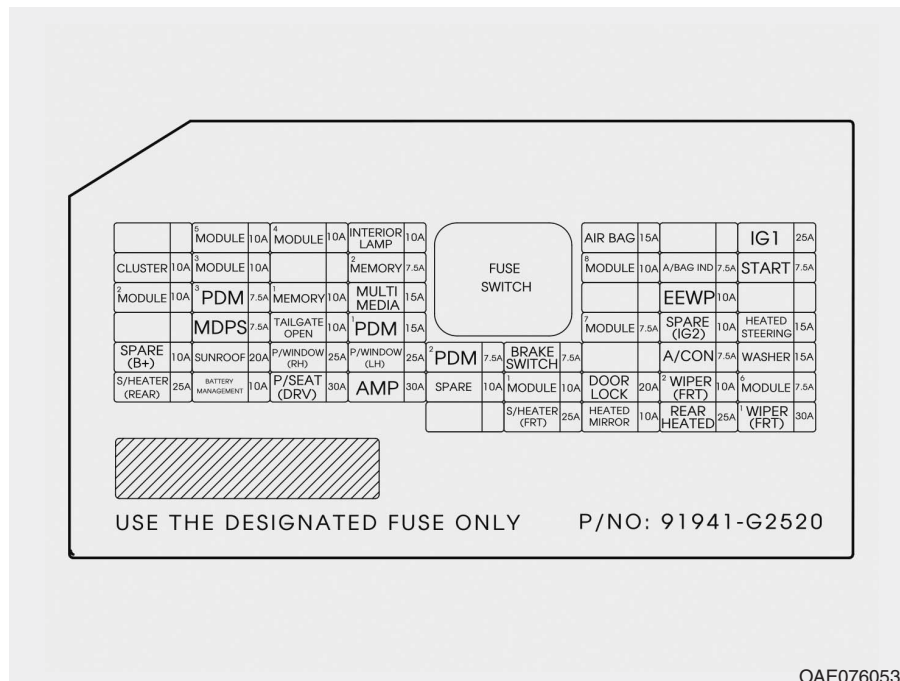 5 MODULE 10A 4 MODULE 10A INTERIOR LAMP 10A AIR BAG 15A IG1 25A
CLUSTER 10A 3 MODULE 10A 2 MEMORY 7.5A FUSE SWITCH 8 MODULE 10A A/BAG IND 7.5A START 7.5A
2 MODULE 10A 3 PDM 7.5A 1 MEMORY 10A MULTI MEDIA 15A EEWP 10A
MDPS 7.5A TAILGATE OPEN 10A 1 PDM 15A 7 MODULE 7.5A SPARE (IG2) 10A HEATED STEERING 15A
SPARE (B+) 10A SUNROOF 20A P/WINDOW (RH) 25A P/WINDOW (LH) 25A 2 PDM 7.5A BRAKE SWITCH 7.5A A/CON 7.5A WASHER 15A
S/HEATER (REAR) 25A BATTERY MANAGEMENT 10A P/SEAT (DRV) 30A AMP 30A SPARE 10A 1 MODULE 10A DOOR LOCK 20A 2 WIPER (FRT) 10A 6 MODULE 7.5A
S/HEATER (FRT) 25A HEATED MIRROR 10A REAR HEATED 25A 1 WIPER (FRT) 30A
USE THE DESIGNATED FUSE ONLY P/NO: 91941-G2520
OAE076053